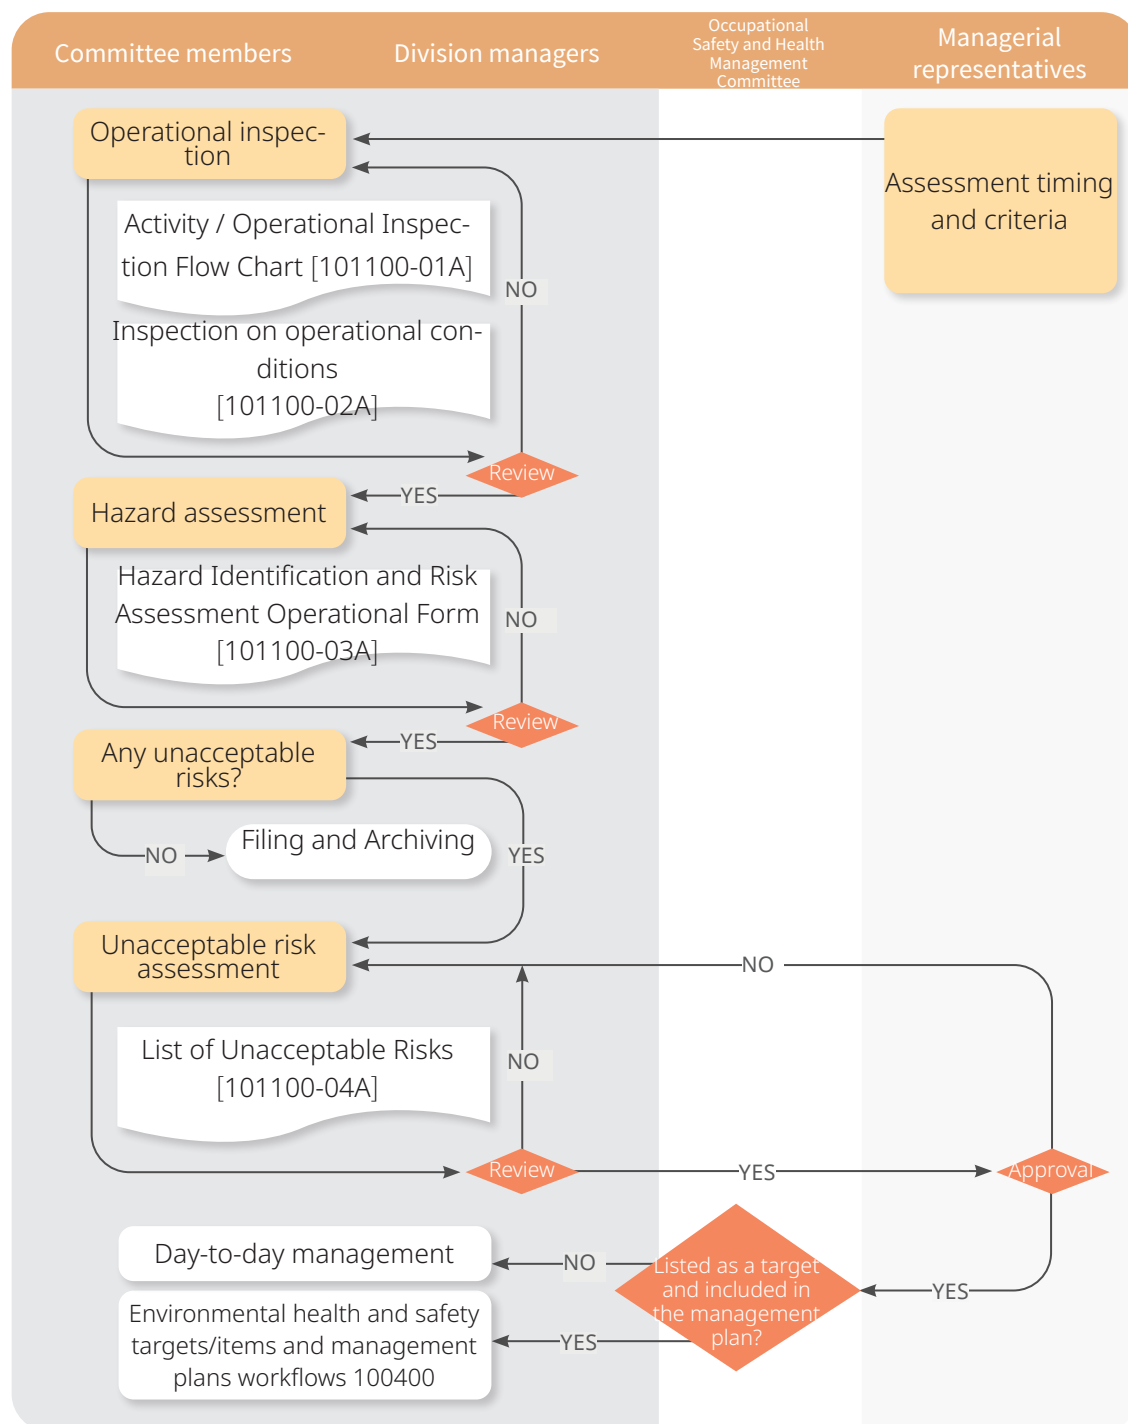 Committee members
Division managers
Occupational
Safety and Health
Management
Committee
Managerial
representatives
Operational inspec-
tion
Assessment timing
and criteria
Activity / Operational Inspec-
tion Flow Chart [101100-01A]
NO
Inspection on operational con-
ditions
[101100-02A]
Review
YES
Hazard assessment
Hazard Identification and Risk
Assessment Operational Form
[101100-03A]
NO
Review
YES
Any unacceptable
risks?
Filing and Archiving
NO
YES
Unacceptable risk
assessment
NO
List of Unacceptable Risks
[101100-04A]
NO
Review
YES
Approval
Day-to-day management
NO
Listed as a target
and included in
the management
plan?
YES
Environmental health and safety
targets/items and management
plans workflows 100400
YES